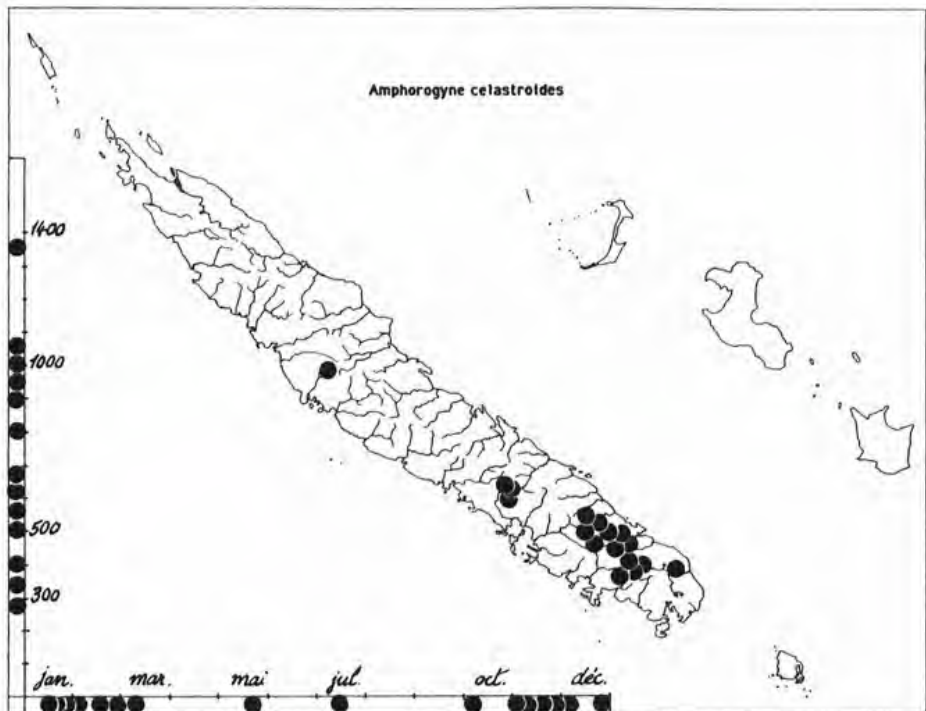 Amphorogyne celastroides
1400
1000
500
300
jan. mar. mai jul. oct. déc.